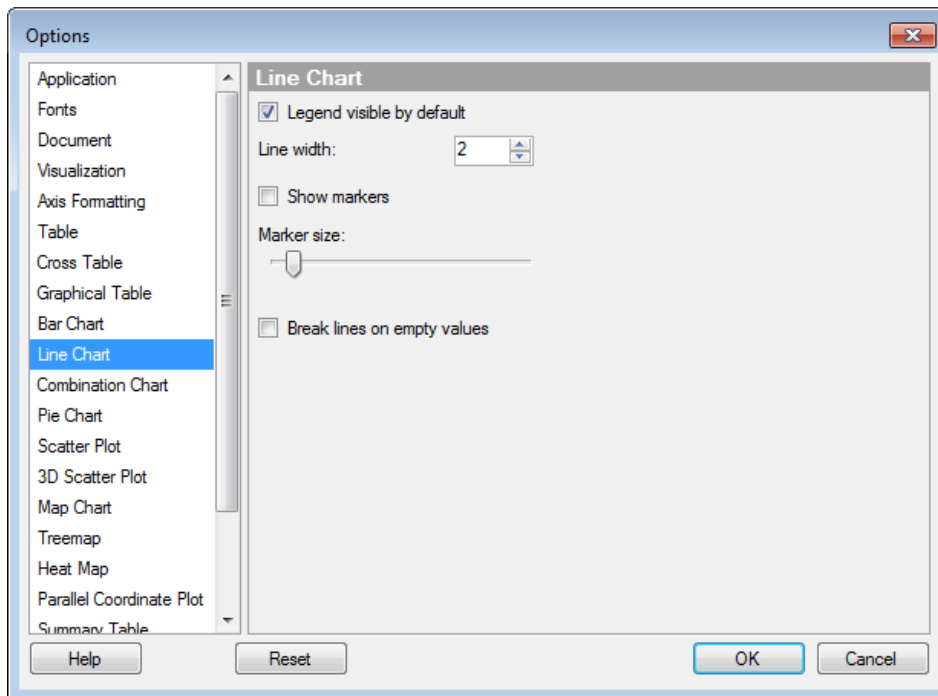 Options
Application
Fonts
Document
Visualization
Axis Formatting
Table
Cross Table
Graphical Table
Bar Chart
Line Chart
Combination Chart
Pie Chart
Scatter Plot
3D Scatter Plot
Map Chart
Treemap
Heat Map
Parallel Coordinate Plot
Summary Table
Line Chart
Legend visible by default
Line width: 2
Show markers
Marker size:
Break lines on empty values
Help Reset OK Cancel